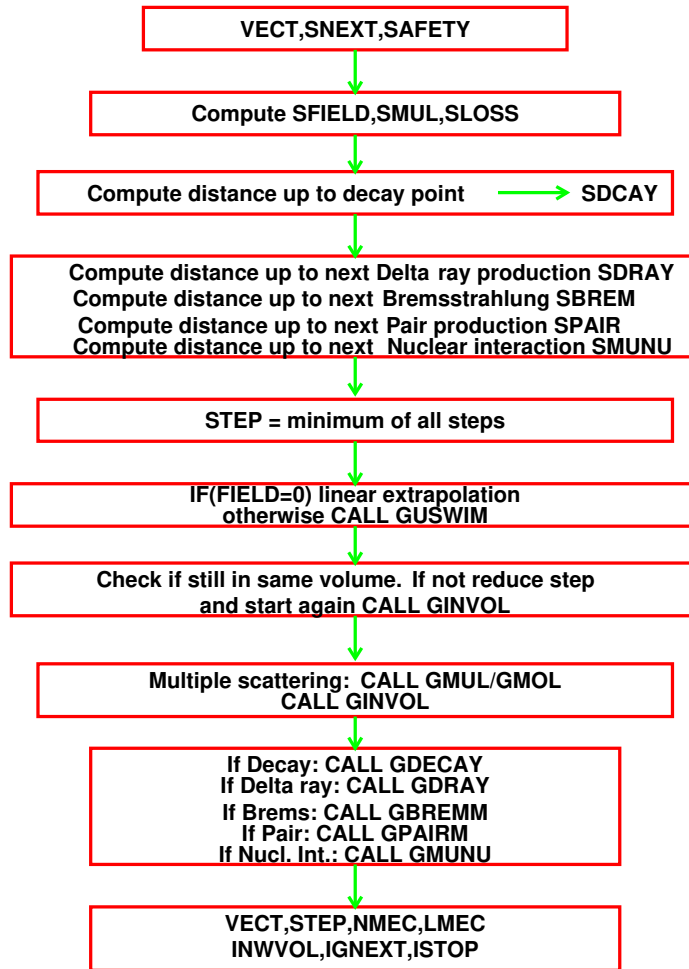 VECT,SNEXT,SAFETY
Compute SFIELD,SMUL,SLOSS
Compute distance up to decay point SDCAY
Compute distance up to next Delta ray production SDRAY
Compute distance up to next Bremsstrahlung SBREM
Compute distance up to next Pair production SPAIR
Compute distance up to next Nuclear interaction SMUNU
STEP = minimum of all steps
IF(FIELD=0) linear extrapolation
otherwise CALL GUSWIM
Check if still in same volume. If not reduce step
and start again CALL GINVOL
Multiple scattering: CALL GMUL/GMOL
CALL GINVOL
If Decay: CALL GDECAY
If Delta ray: CALL GDRAY
If Brems: CALL GBREMM
If Pair: CALL GPAIRM
If Nucl. Int.: CALL GMUNU
VECT,STEP,NMEC,LMEC
INWVOL,IGNEXT,ISTOP